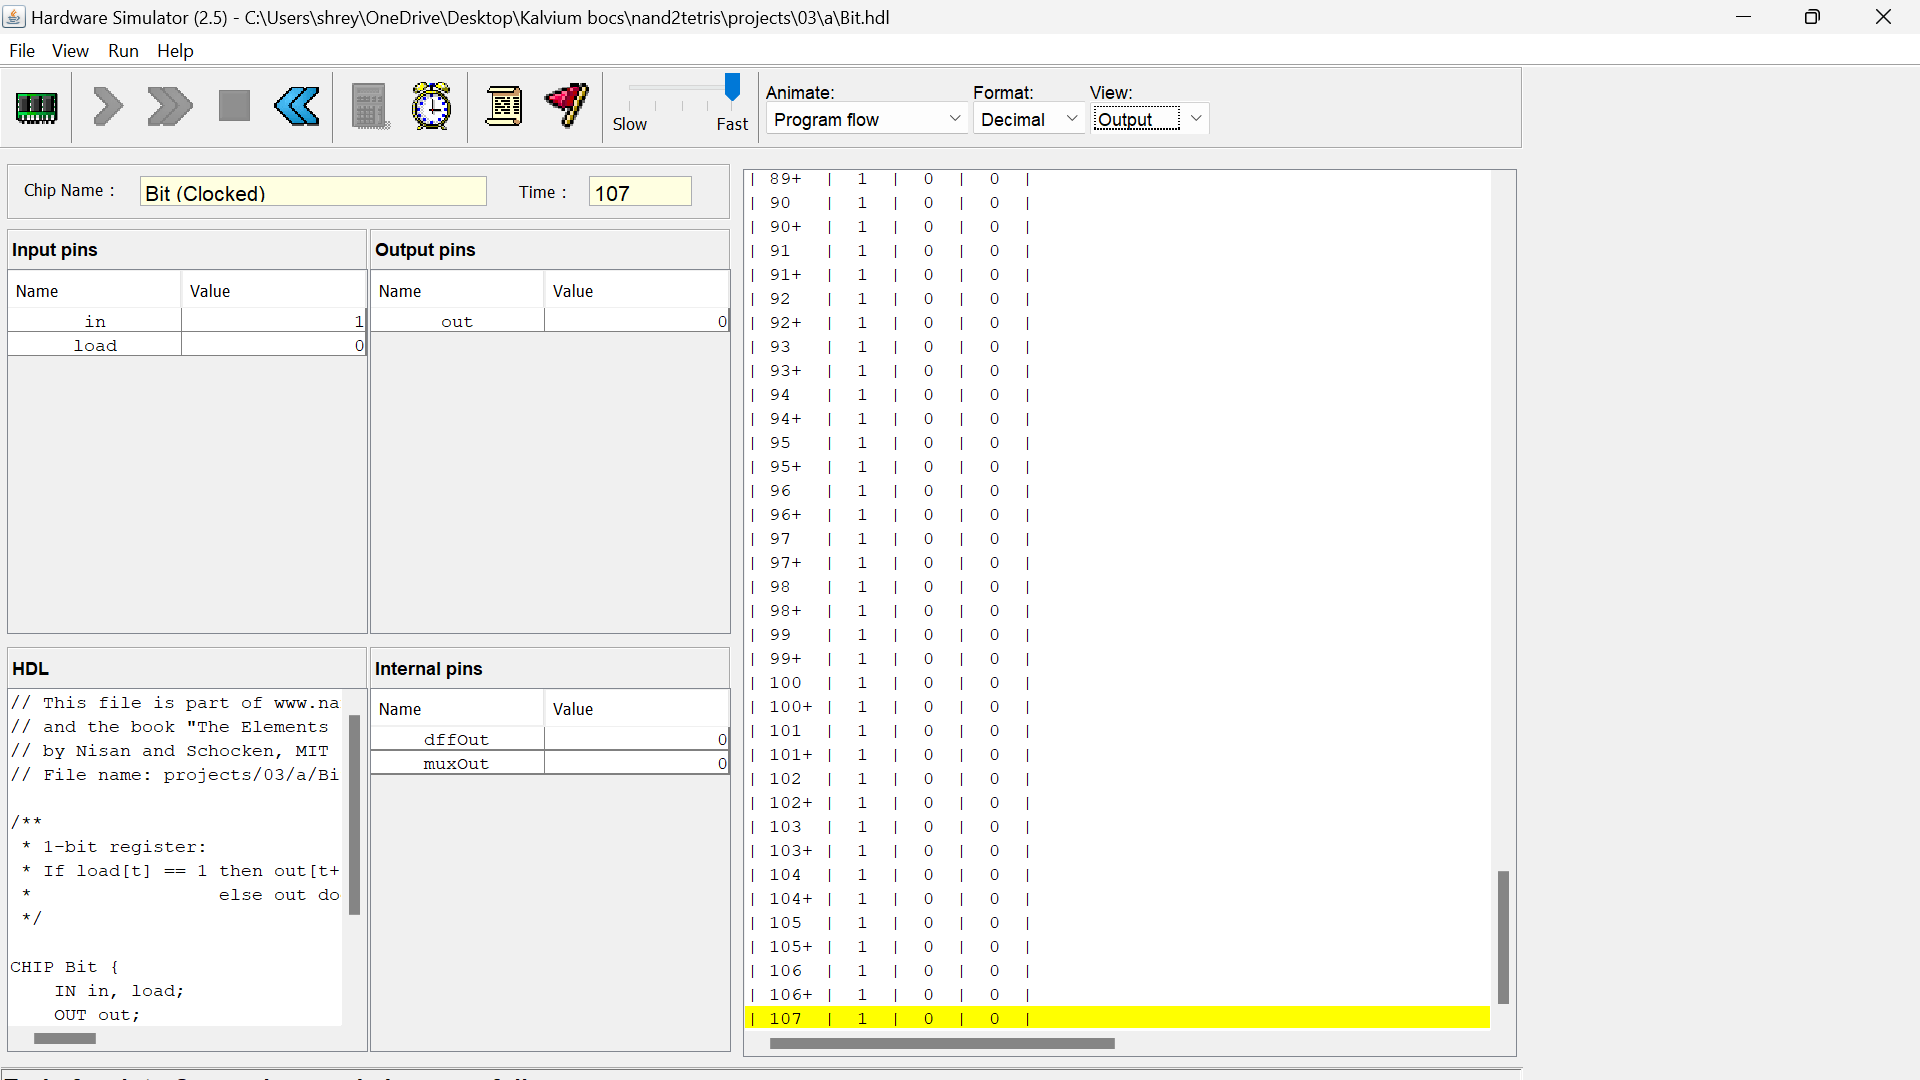 Hardware Simulator (2.5) - C:\Users\shrey\OneDrive\Desktop\Kalvium bocs\nand2tetris\projects\03\a\Bit.hdl
File View Run Help
Animate: Format: View:
Slow Fast Program flow Decimal Output
Chip Name : Bit (Clocked) Time : 107
Input pins
Name Value
in 1
load 0
Output pins
Name Value
out 0
HDL
// This file is part of www.na
// and the book "The Elements
// by Nisan and Schocken, MIT
// File name: projects/03/a/Bi
/**
* 1-bit register:
* If load[t] == 1 then out[t+
* else out do
*/
CHIP Bit {
IN in, load;
OUT out;
Internal pins
Name Value
dffOut 0
muxOut 0
| 89+ | 1 | 0 | 0 |
| 90 | 1 | 0 | 0 |
| 90+ | 1 | 0 | 0 |
| 91 | 1 | 0 | 0 |
| 91+ | 1 | 0 | 0 |
| 92 | 1 | 0 | 0 |
| 92+ | 1 | 0 | 0 |
| 93 | 1 | 0 | 0 |
| 93+ | 1 | 0 | 0 |
| 94 | 1 | 0 | 0 |
| 94+ | 1 | 0 | 0 |
| 95 | 1 | 0 | 0 |
| 95+ | 1 | 0 | 0 |
| 96 | 1 | 0 | 0 |
| 96+ | 1 | 0 | 0 |
| 97 | 1 | 0 | 0 |
| 97+ | 1 | 0 | 0 |
| 98 | 1 | 0 | 0 |
| 98+ | 1 | 0 | 0 |
| 99 | 1 | 0 | 0 |
| 99+ | 1 | 0 | 0 |
| 100 | 1 | 0 | 0 |
| 100+ | 1 | 0 | 0 |
| 101 | 1 | 0 | 0 |
| 101+ | 1 | 0 | 0 |
| 102 | 1 | 0 | 0 |
| 102+ | 1 | 0 | 0 |
| 103 | 1 | 0 | 0 |
| 103+ | 1 | 0 | 0 |
| 104 | 1 | 0 | 0 |
| 104+ | 1 | 0 | 0 |
| 105 | 1 | 0 | 0 |
| 105+ | 1 | 0 | 0 |
| 106 | 1 | 0 | 0 |
| 106+ | 1 | 0 | 0 |
| 107 | 1 | 0 | 0 |